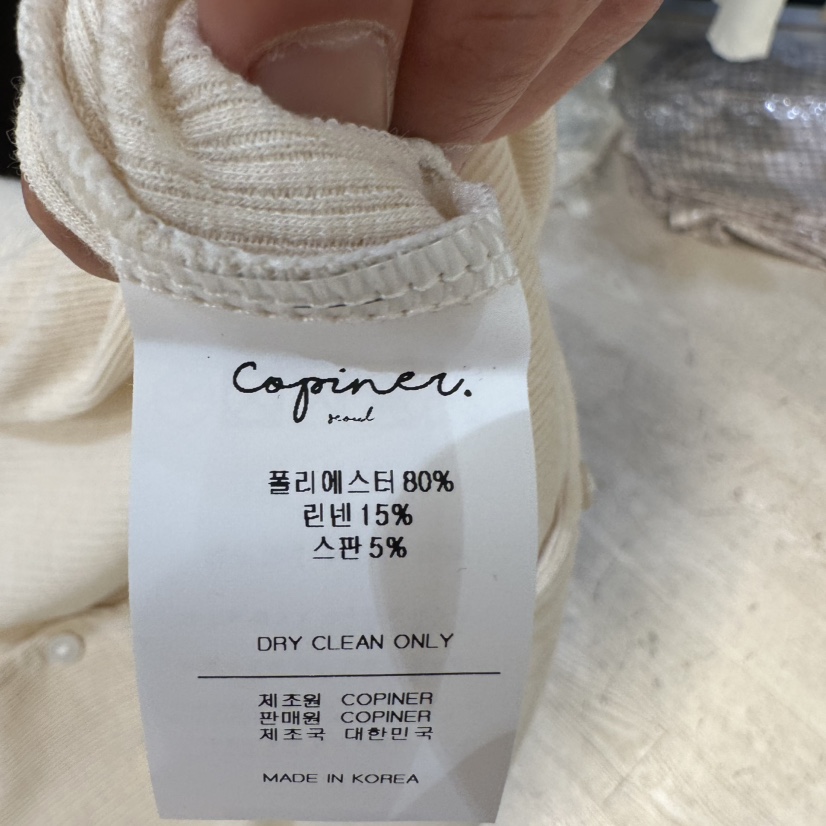 Copiner.
seoul
폴리에스터 80%
린넨 15%
스판 5%
DRY CLEAN ONLY
제조원 COPINER
판매원 COPINER
제조국 대한민국
MADE IN KOREA